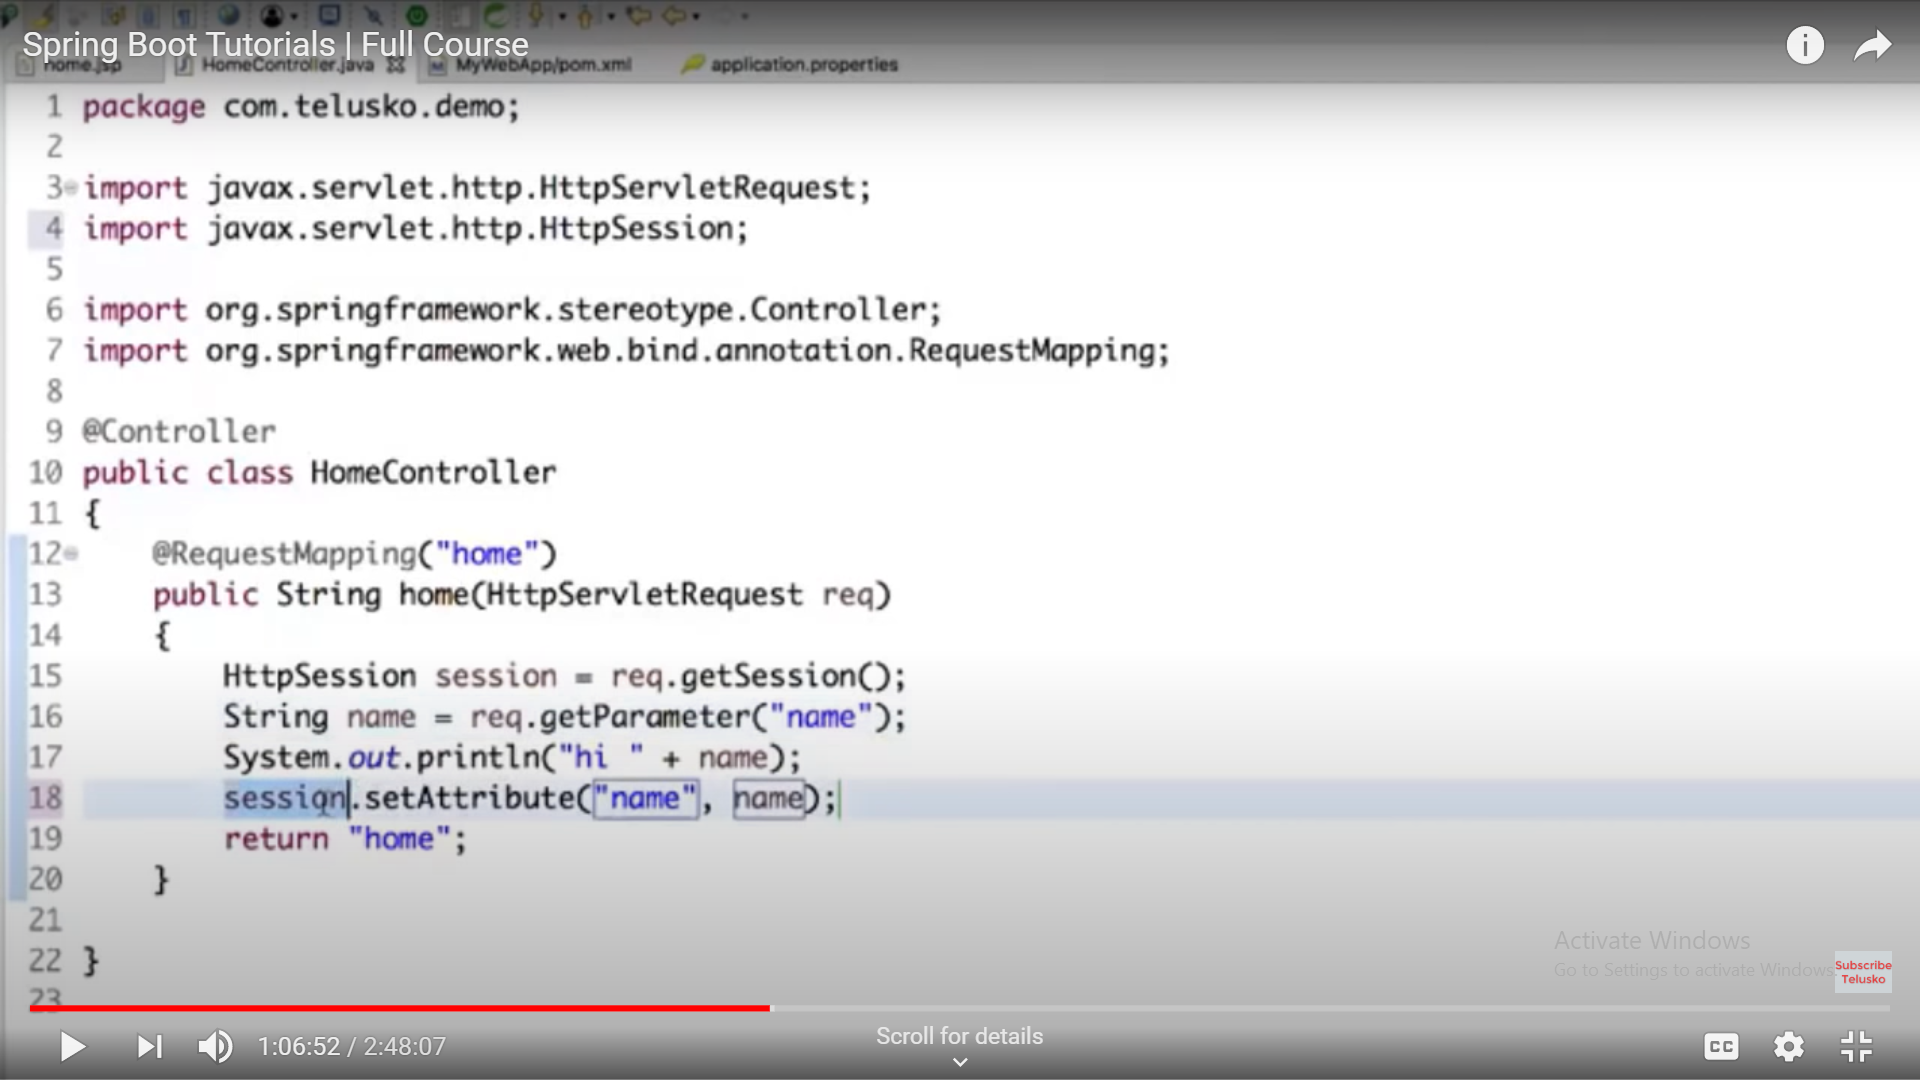 Spring Boot Tutorials | Full Course
home.jsp HomeController.java MyWebApp/pom.xml application.properties
1 package com.telusko.demo;
2
3 import javax.servlet.http.HttpServletRequest;
4 import javax.servlet.http.HttpSession;
5
6 import org.springframework.stereotype.Controller;
7 import org.springframework.web.bind.annotation.RequestMapping;
8
9 @Controller
10 public class HomeController
11 {
12 @RequestMapping("home")
13 public String home(HttpServletRequest req)
14 {
15 HttpSession session = req.getSession();
16 String name = req.getParameter("name");
17 System.out.println("hi " + name);
18 session.setAttribute("name", name);
19 return "home";
20 }
21
22 }
23
Activate Windows
Go to Settings to activate Windows
Subscribe
Telusko
1:06:52 / 2:48:07
Scroll for details
CC